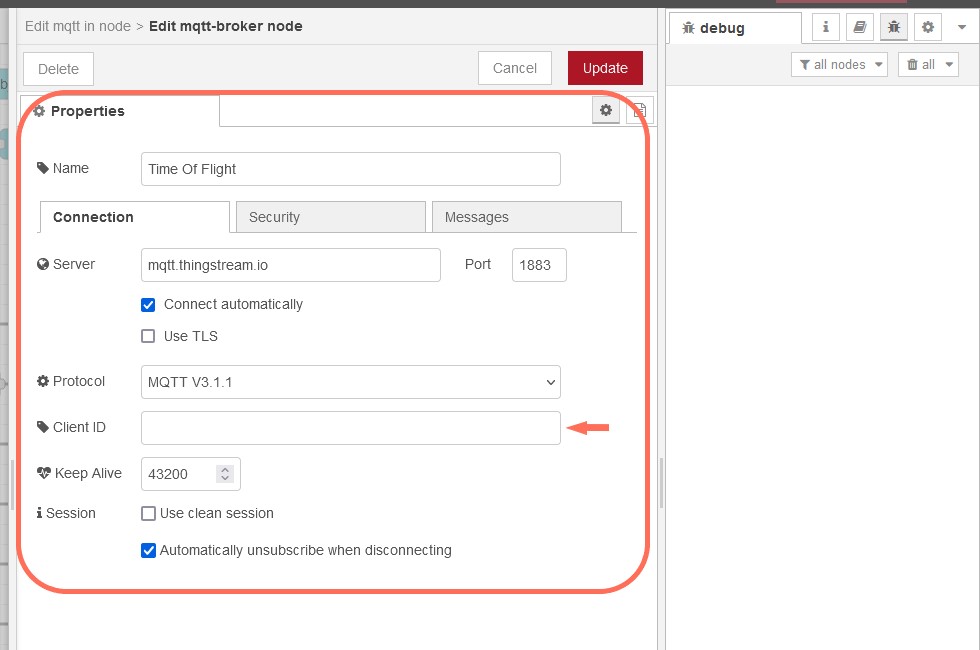 Edit mqtt in node > Edit mqtt-broker node
debug
Delete
Cancel
Update
all nodes
all
Properties
Name
Time Of Flight
Connection
Security
Messages
Server
mqtt.thingstream.io
Port
1883
Connect automatically
Use TLS
Protocol
MQTT V3.1.1
Client ID
Keep Alive
43200
Session
Use clean session
Automatically unsubscribe when disconnecting